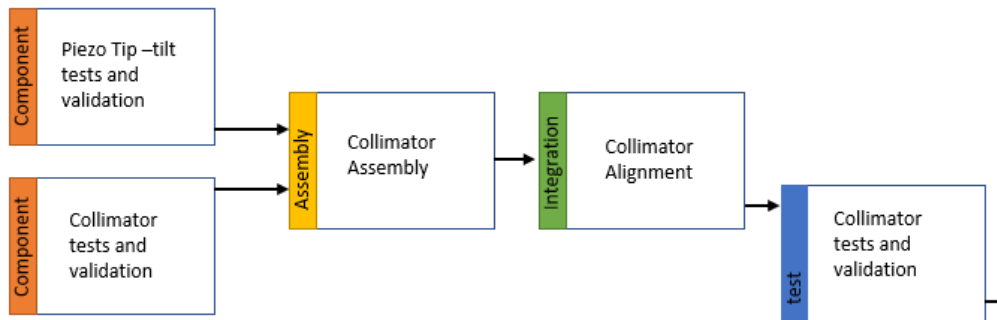 Component
Piezo Tip –tilt
tests and
validation
Component
Collimator
tests and
validation
Assembly
Collimator
Assembly
Integration
Collimator
Alignment
test
Collimator
tests and
validation